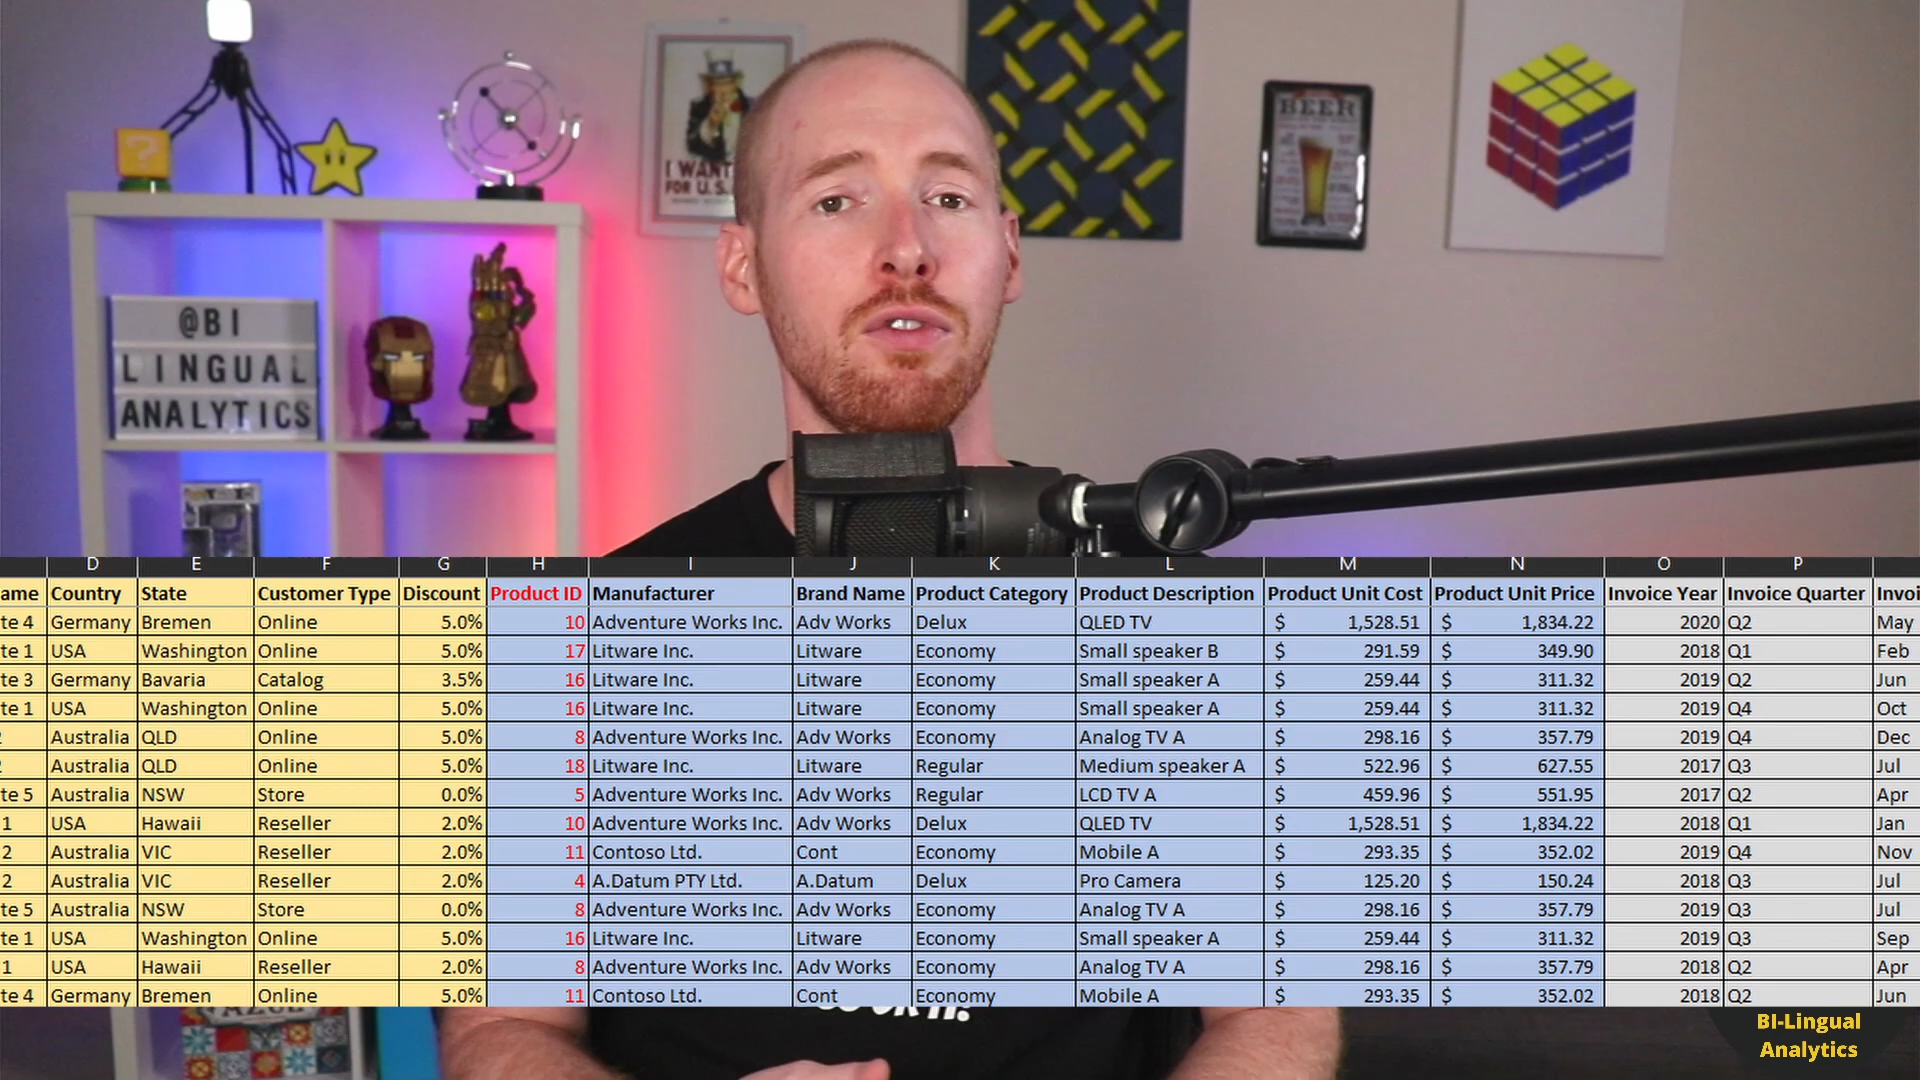 I WANT
FOR U.S.
BEER
@BI
LINGUAL
ANALYTICS
D E F G H I J K L M N O P
ame Country State Customer Type Discount Product ID Manufacturer Brand Name Product Category Product Description Product Unit Cost Product Unit Price Invoice Year Invoice Quarter Invoi
te 4 Germany Bremen Online 5.0% 10 Adventure Works Inc. Adv Works Delux QLED TV $ 1,528.51 $ 1,834.22 2020 Q2 May
te 1 USA Washington Online 5.0% 17 Litware Inc. Litware Economy Small speaker B $ 291.59 $ 349.90 2018 Q1 Feb
te 3 Germany Bavaria Catalog 3.5% 16 Litware Inc. Litware Economy Small speaker A $ 259.44 $ 311.32 2019 Q2 Jun
te 1 USA Washington Online 5.0% 16 Litware Inc. Litware Economy Small speaker A $ 259.44 $ 311.32 2019 Q4 Oct
2 Australia QLD Online 5.0% 8 Adventure Works Inc. Adv Works Economy Analog TV A $ 298.16 $ 357.79 2019 Q4 Dec
2 Australia QLD Online 5.0% 18 Litware Inc. Litware Regular Medium speaker A $ 522.96 $ 627.55 2017 Q3 Jul
te 5 Australia NSW Store 0.0% 5 Adventure Works Inc. Adv Works Regular LCD TV A $ 459.96 $ 551.95 2017 Q2 Apr
1 USA Hawaii Reseller 2.0% 10 Adventure Works Inc. Adv Works Delux QLED TV $ 1,528.51 $ 1,834.22 2018 Q1 Jan
2 Australia VIC Reseller 2.0% 11 Contoso Ltd. Cont Economy Mobile A $ 293.35 $ 352.02 2019 Q4 Nov
2 Australia VIC Reseller 2.0% 4 A.Datum PTY Ltd. A.Datum Delux Pro Camera $ 125.20 $ 150.24 2018 Q3 Jul
te 5 Australia NSW Store 0.0% 8 Adventure Works Inc. Adv Works Economy Analog TV A $ 298.16 $ 357.79 2019 Q3 Jul
te 1 USA Washington Online 5.0% 16 Litware Inc. Litware Economy Small speaker A $ 259.44 $ 311.32 2019 Q3 Sep
1 USA Hawaii Reseller 2.0% 8 Adventure Works Inc. Adv Works Economy Analog TV A $ 298.16 $ 357.79 2018 Q2 Apr
te 4 Germany Bremen Online 5.0% 11 Contoso Ltd. Cont Economy Mobile A $ 293.35 $ 352.02 2018 Q2 Jun
BI-Lingual
Analytics